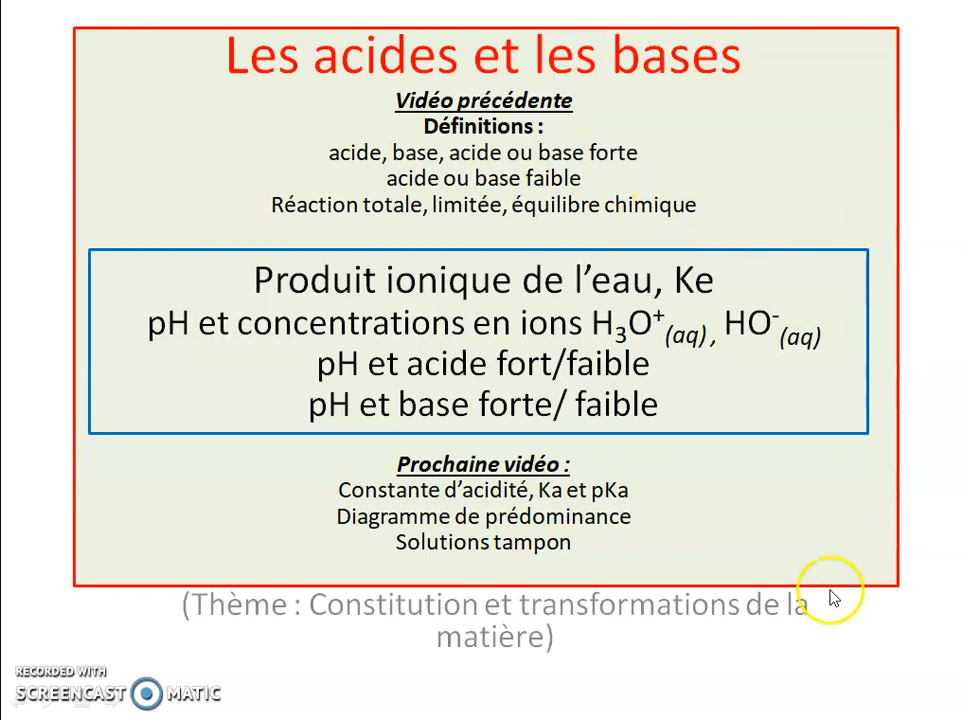 Les acides et les bases
Vidéo précédente
Définitions :
acide, base, acide ou base forte
acide ou base faible
Réaction totale, limitée, équilibre chimique
Produit ionique de l’eau, Ke
pH et concentrations en ions H₃O⁺(aq) , HO⁻(aq)
pH et acide fort/faible
pH et base forte/ faible
Prochaine vidéo :
Constante d’acidité, Ka et pKa
Diagramme de prédominance
Solutions tampon
(Thème : Constitution et transformations de la
matière)
RECORDED WITH
SCREENCAST MATIC